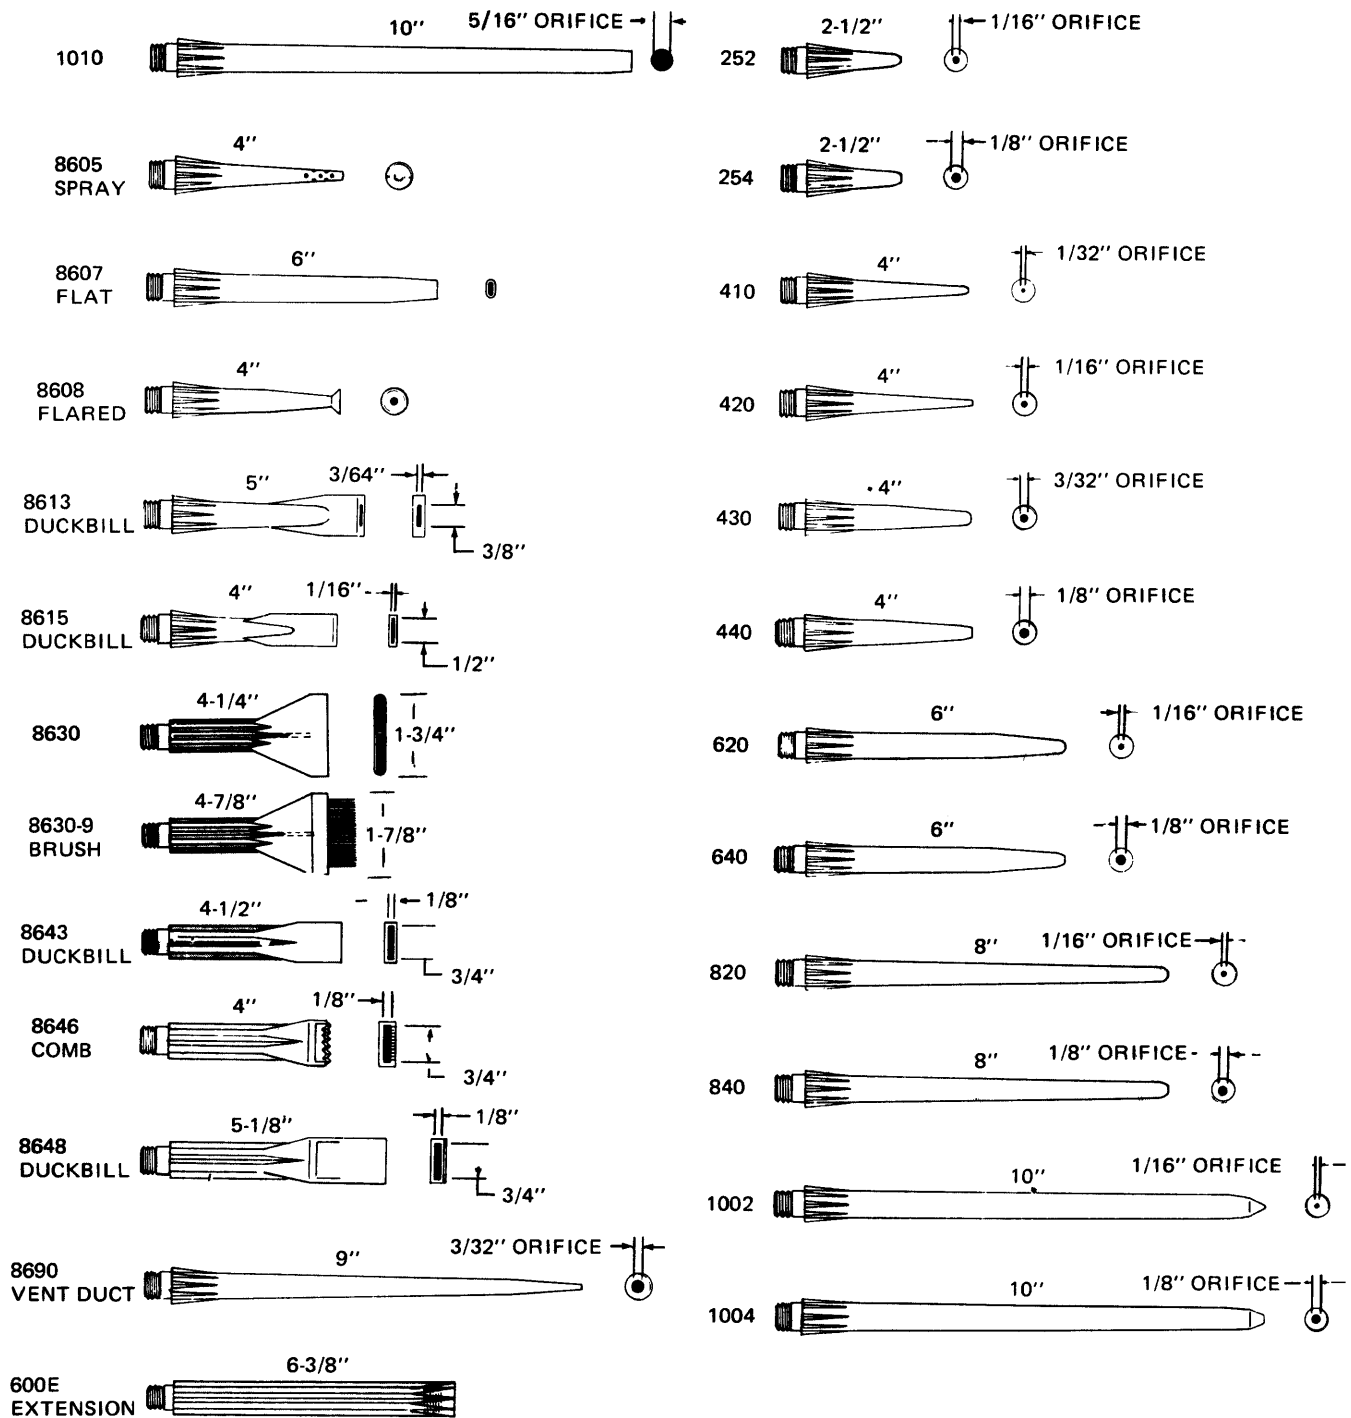 1010
10"
5/16" ORIFICE
8605
SPRAY
4"
8607
FLAT
6"
8608
FLARED
4"
8613
DUCKBILL
5"
3/64"
3/8"
8615
DUCKBILL
4"
1/16"
1/2"
8630
4-1/4"
1-3/4"
8630-9
BRUSH
4-7/8"
1-7/8"
8643
DUCKBILL
4-1/2"
1/8"
3/4"
8646
COMB
4"
1/8"
3/4"
8648
DUCKBILL
5-1/8"
1/8"
3/4"
8690
VENT DUCT
9"
3/32" ORIFICE
600E
EXTENSION
6-3/8"
252
2-1/2"
1/16" ORIFICE
254
2-1/2"
1/8" ORIFICE
410
4"
1/32" ORIFICE
420
4"
1/16" ORIFICE
430
4"
3/32" ORIFICE
440
4"
1/8" ORIFICE
620
6"
1/16" ORIFICE
640
6"
1/8" ORIFICE
820
8"
1/16" ORIFICE
840
8"
1/8" ORIFICE
1002
10"
1/16" ORIFICE
1004
10"
1/8" ORIFICE